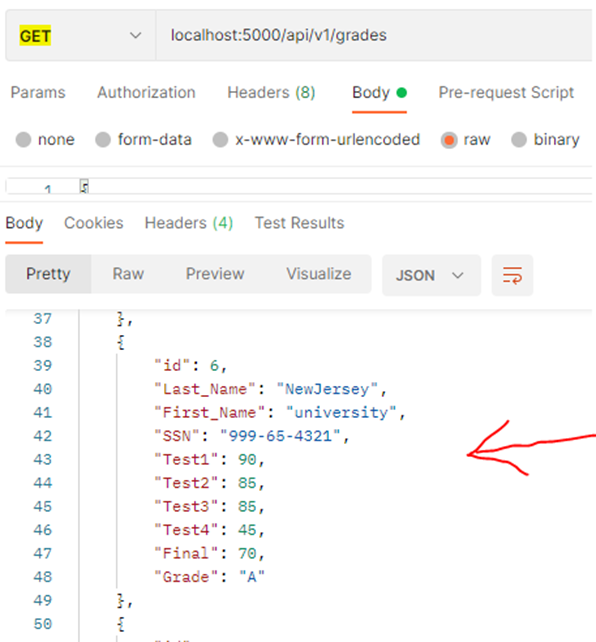 GET localhost:5000/api/v1/grades
Params Authorization Headers (8) Body Pre-request Script
none form-data x-www-form-urlencoded raw binary
1 {
Body Cookies Headers (4) Test Results
Pretty Raw Preview Visualize JSON
37 },
38 {
39 "id": 6,
40 "Last_Name": "NewJersey",
41 "First_Name": "university",
42 "SSN": "999-65-4321",
43 "Test1": 90,
44 "Test2": 85,
45 "Test3": 85,
46 "Test4": 45,
47 "Final": 70,
48 "Grade": "A"
49 },
50 {